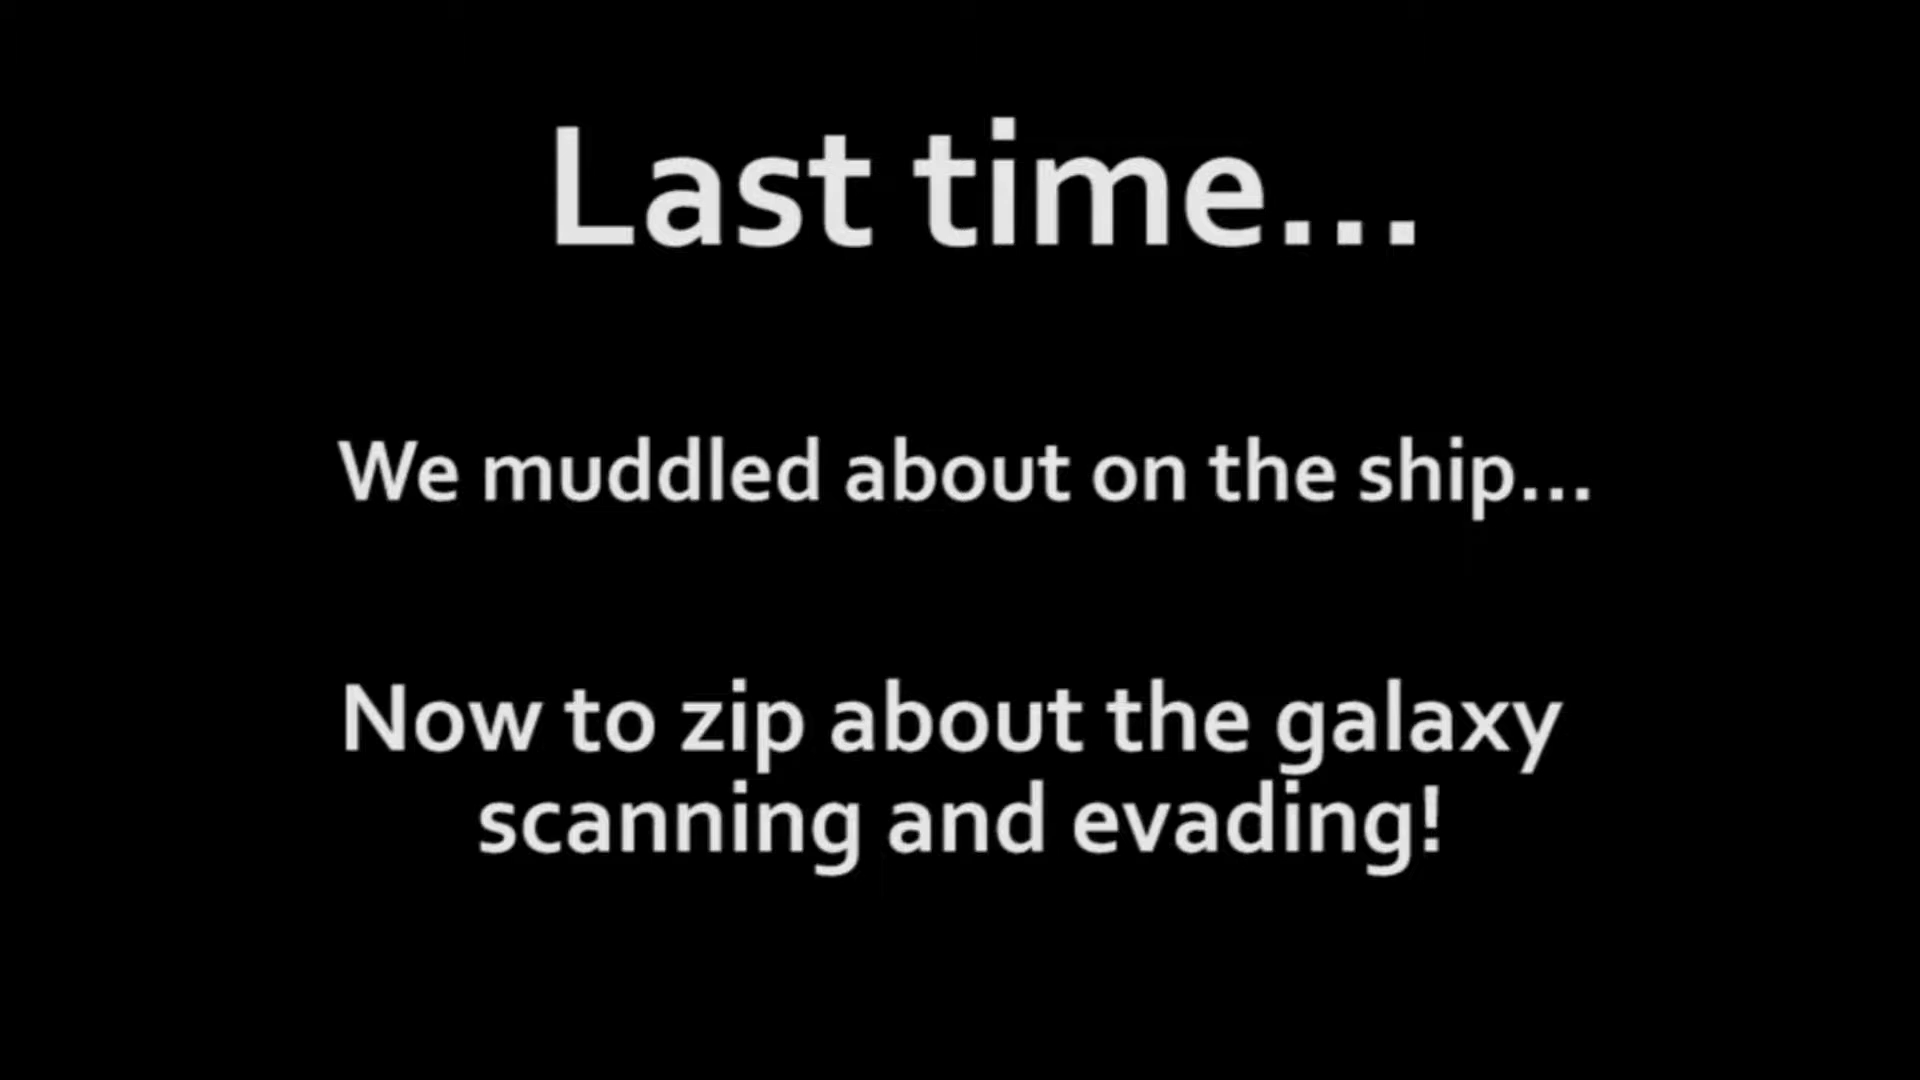 Last time...
We muddled about on the ship...
Now to zip about the galaxy
scanning and evading!